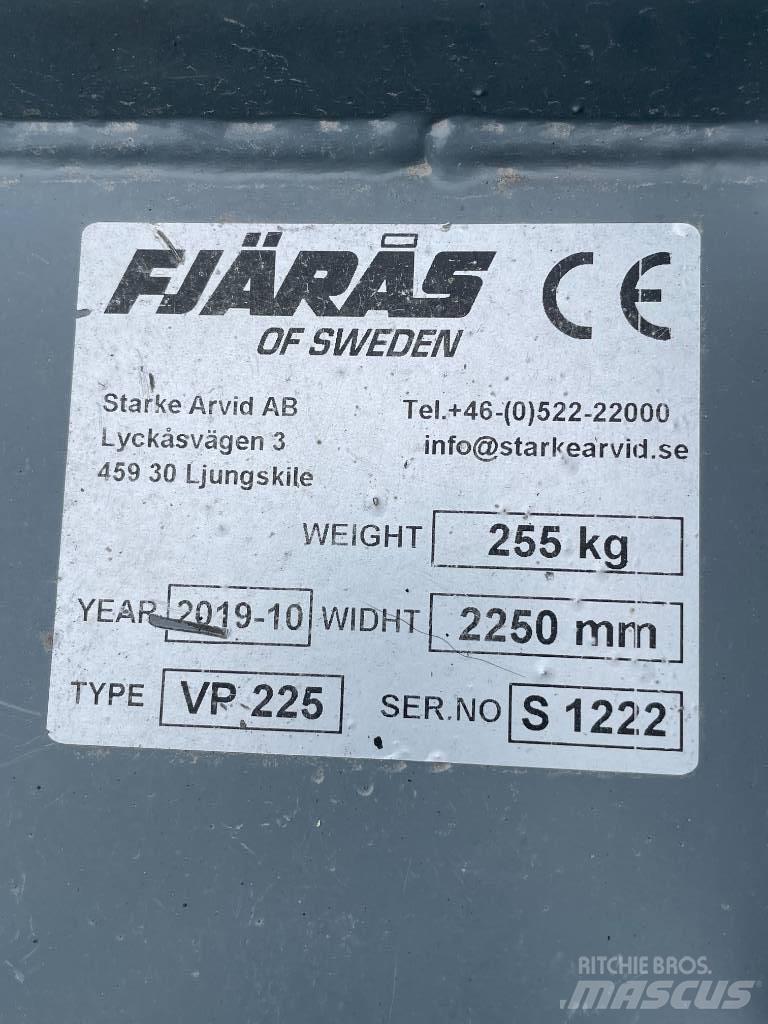 FJÄRÅS CE
OF SWEDEN
Starke Arvid AB
Lyckåsvägen 3
459 30 Ljungskile
Tel.+46-(0)522-22000
info@starkearvid.se
WEIGHT 255 kg
YEAR 2019-10 WIDHT 2250 mm
TYPE VP 225 SER.NO S 1222
RITCHIE BROS.
MASCUS